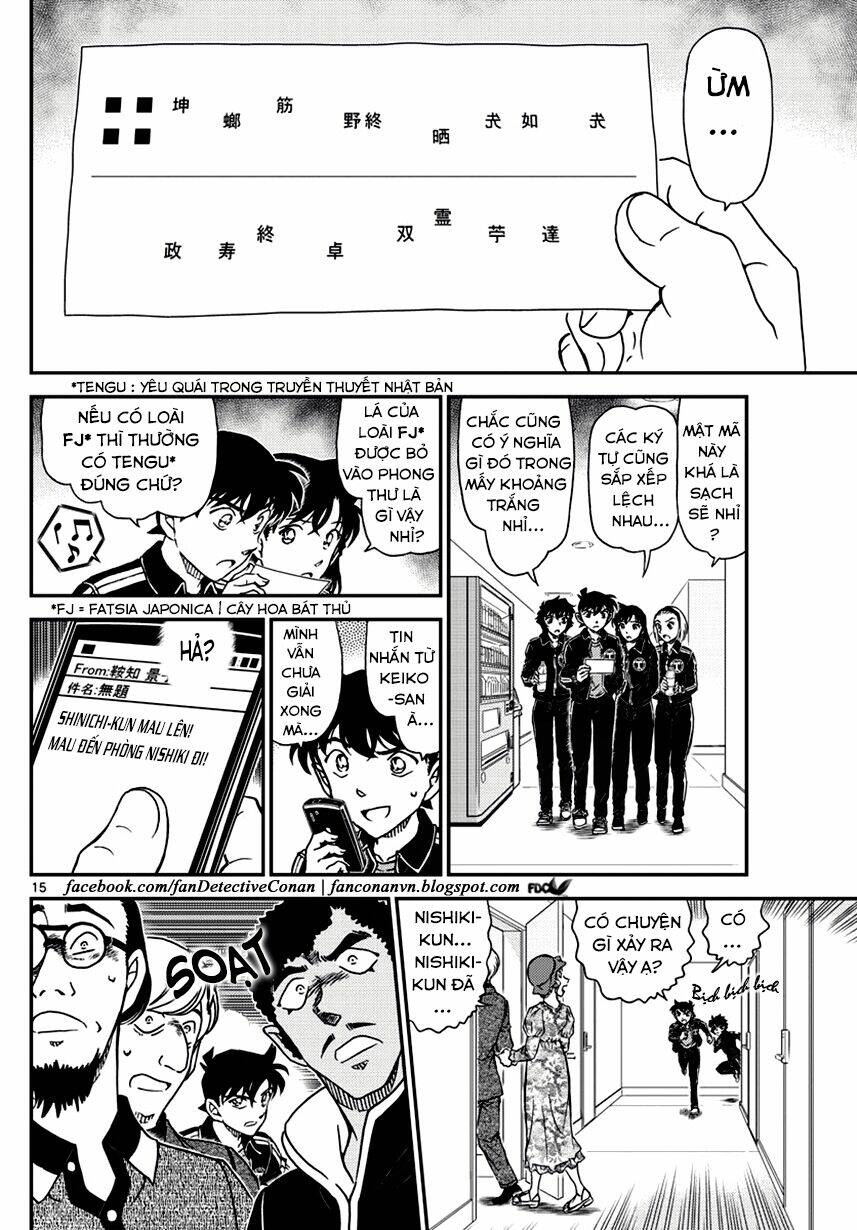 坤 筋
螂 野終 晒 𡗗 如 𡗗
政 寿 終 卓 双 霊 苧 達
ỪM
...
*TENGU : YÊU QUÁI TRONG TRUYỀN THUYẾT NHẬT BẢN
MẬT MÃ
NÀY
KHÁ LÀ
SẠCH
SẼ NHỈ
?
CÁC KÝ
TỰ CŨNG
SẮP XẾP
LỆCH
NHAU...
CHẮC CŨNG
CÓ Ý NGHĨA
GÌ ĐÓ TRONG
MẤY KHOẢNG
TRẮNG
NHỈ...
LÁ CỦA
LOÀI FJ*
ĐƯỢC BỎ
VÀO PHONG
THƯ LÀ
GÌ VẬY
NHỈ?
NẾU CÓ LOÀI
FJ* THÌ THƯỜNG
CÓ TENGU*
ĐÚNG CHỨ?
*FJ = FATSIA JAPONICA | CÂY HOA BÁT THỦ
TIN
NHẮN TỪ
KEIKO
-SAN
À...
MÌNH
VẪN
CHƯA
GIẢI
XONG
MÀ...
HẢ?
From:鞍知 景
件名:無題
SHINICHI-KUN MAU LÊN!
MAU ĐẾN PHÒNG NISHIKI ĐI!!
15
facebook.com/fanDetectiveConan | fanconanvn.blogspot.com
FDC
CÓ
...
CÓ CHUYỆN
GÌ XẢY RA
VẬY Ạ?
Bịch bịch bịch
NISHIKI-
KUN...
NISHIKI-
KUN ĐÃ
...
SOẠT